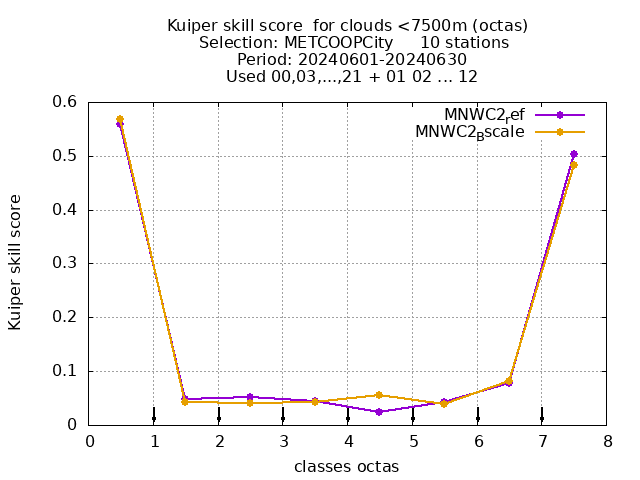 Kuiper skill score  for clouds <7500m (octas)
Selection: METCOOPCity     10 stations
Period: 20240601-20240630
Used 00,03,...,21 + 01 02 ... 12
MNWC2ref
MNWC2Bscale
0.6
0.5
0.4
0.3
0.2
0.1
0
Kuiper skill score
0 1 2 3 4 5 6 7 8
classes octas